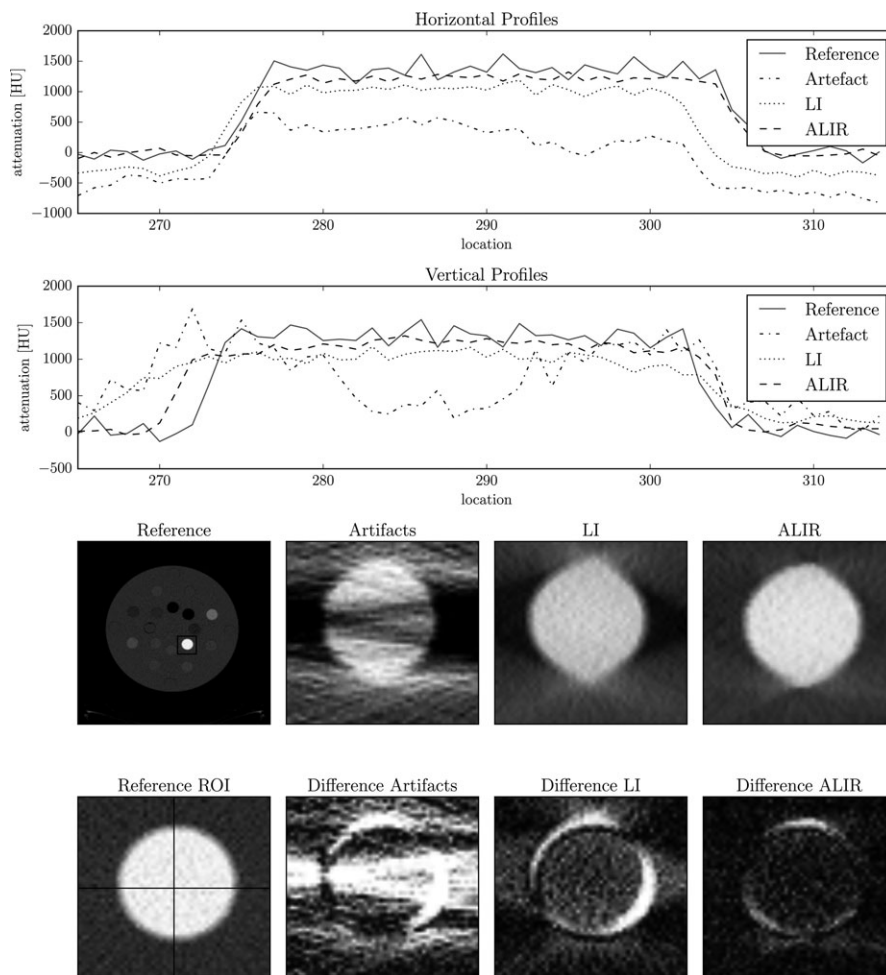 Horizontal Profiles
2000
1500
1000
500
0
−500
−1000
attenuation [HU]
Reference
Artefact
LI
ALIR
270 280 290 300 310
location
Vertical Profiles
2000
1500
1000
500
0
−500
attenuation [HU]
Reference
Artefact
LI
ALIR
270 280 290 300 310
location
Reference Artifacts LI ALIR
Reference ROI Difference Artifacts Difference LI Difference ALIR